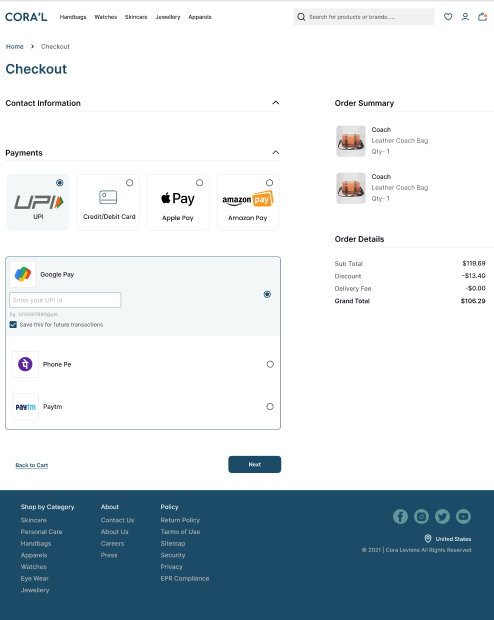 CORA'L
Handbags Watches Skincare Jewellery Apparels
Search for products or brands.....
Home > Checkout
Checkout
Contact Information
Payments
UPI
UPI
Credit/Debit Card
Pay
Apple Pay
amazon pay
Amazon Pay
Google Pay
Enter your UPI id
Eg: 1234567890@ybl
Save this for future transactions
पे
Phone Pe
Paytm
Paytm
Back to Cart
Next
Order Summary
Coach
Leather Coach Bag
Qty- 1
Coach
Leather Coach Bag
Qty- 1
Order Details
Sub Total $119.69
Discount -$13.40
Delivery Fee -$0.00
Grand Total $106.29
Shop by Category
Skincare
Personal Care
Handbags
Apparels
Watches
Eye Wear
Jewellery
About
Contact Us
About Us
Careers
Press
Policy
Return Policy
Terms of Use
Sitemap
Security
Privacy
EPR Compliance
United States
© 2021 | Cora Leviene All Rights Reserved